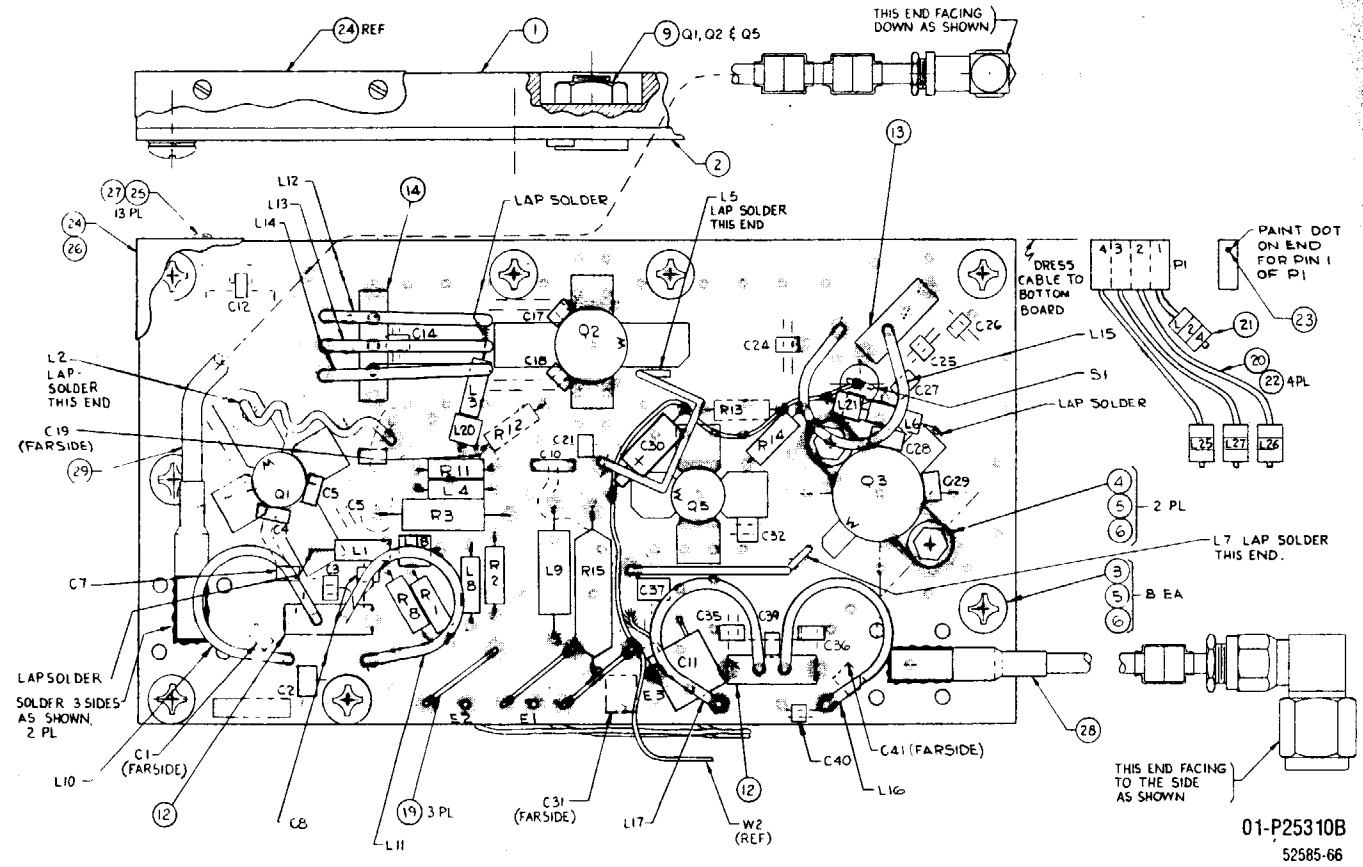 24 REF
1
9 Q1, Q2 & Q5
THIS END FACING
DOWN AS SHOWN
13
2
27 25
13 PL
24
26
L12
L13
L14
14
LAP SOLDER
L5
LAP SOLDER
THIS END
C12
C14
C17
Q2
C18
C24
C25
C26
C27
L15
S1
LAP SOLDER
DRESS
CABLE TO
BOTTOM
BOARD
4 3 2 1
P1
PAINT DOT
ON END
FOR PIN 1
OF P1
23
L24
21
20
22 4PL
L25
L27
L26
L2
LAP-
SOLDER
THIS END
C19
(FARSIDE)
29
L3
L20
R12
R11
L4
R3
C21
C10
C30
R13
R14
L21
L6
C28
Q3
C29
Q1
C5
C5
C4
Q5
C32
4
5
6
2 PL
L7 LAP SOLDER
THIS END.
3
5
6
8 EA
C7
L1
L18
C3
R8
R1
L8
R2
L9
R15
C37
C35
C39
C36
C11
E3
LAPSOLDER
SOLDER 3 SIDES
AS SHOWN,
2 PL
C2
E2
E1
C40
C41 (FARSIDE)
28
L10
C1
(FARSIDE)
12
C8
L11
19 3 PL
C31
(FARSIDE)
L17
W2
(REF)
12
L16
THIS END FACING
TO THE SIDE
AS SHOWN
01-P25310B
52585-66